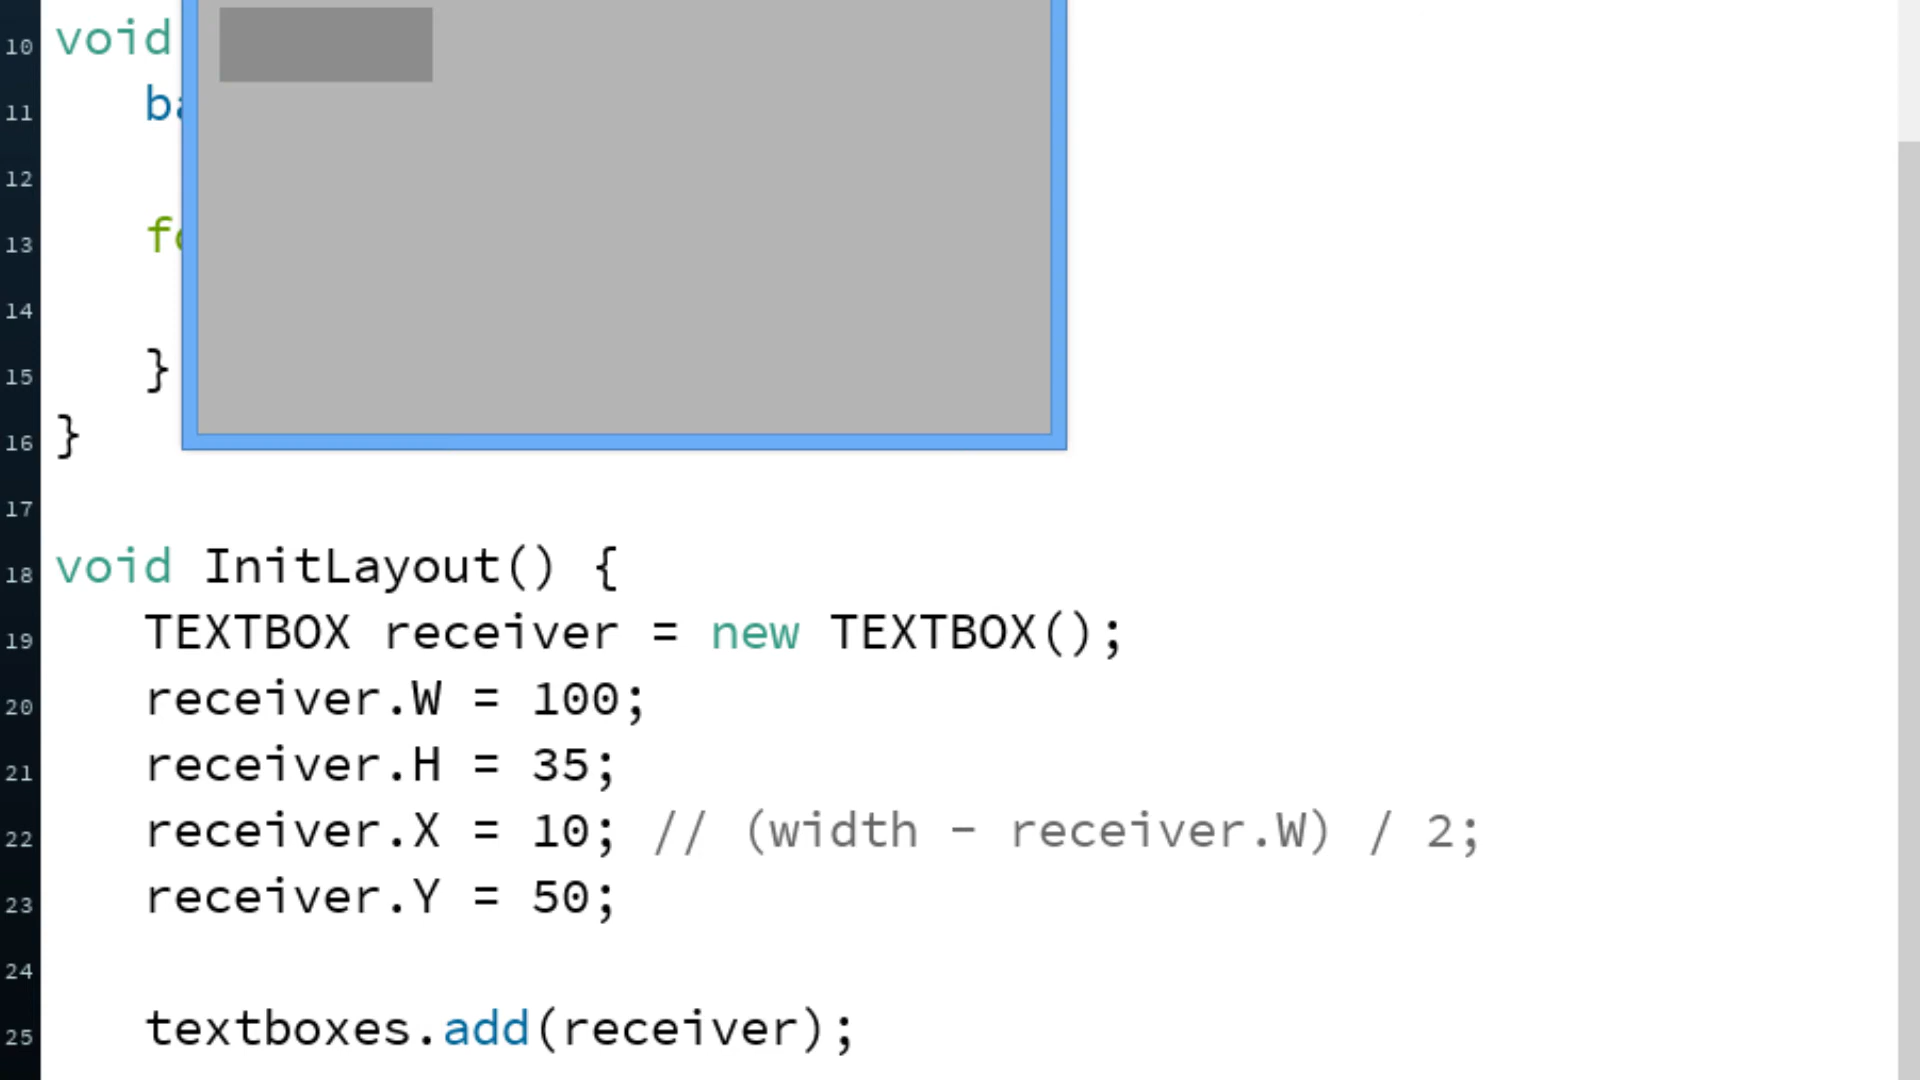 10 void
11
12
13
14
15 }
16 }
17
18 void InitLayout() {
19 TEXTBOX receiver = new TEXTBOX();
20 receiver.W = 100;
21 receiver.H = 35;
22 receiver.X = 10; // (width - receiver.W) / 2;
23 receiver.Y = 50;
24
25 textboxes.add(receiver);